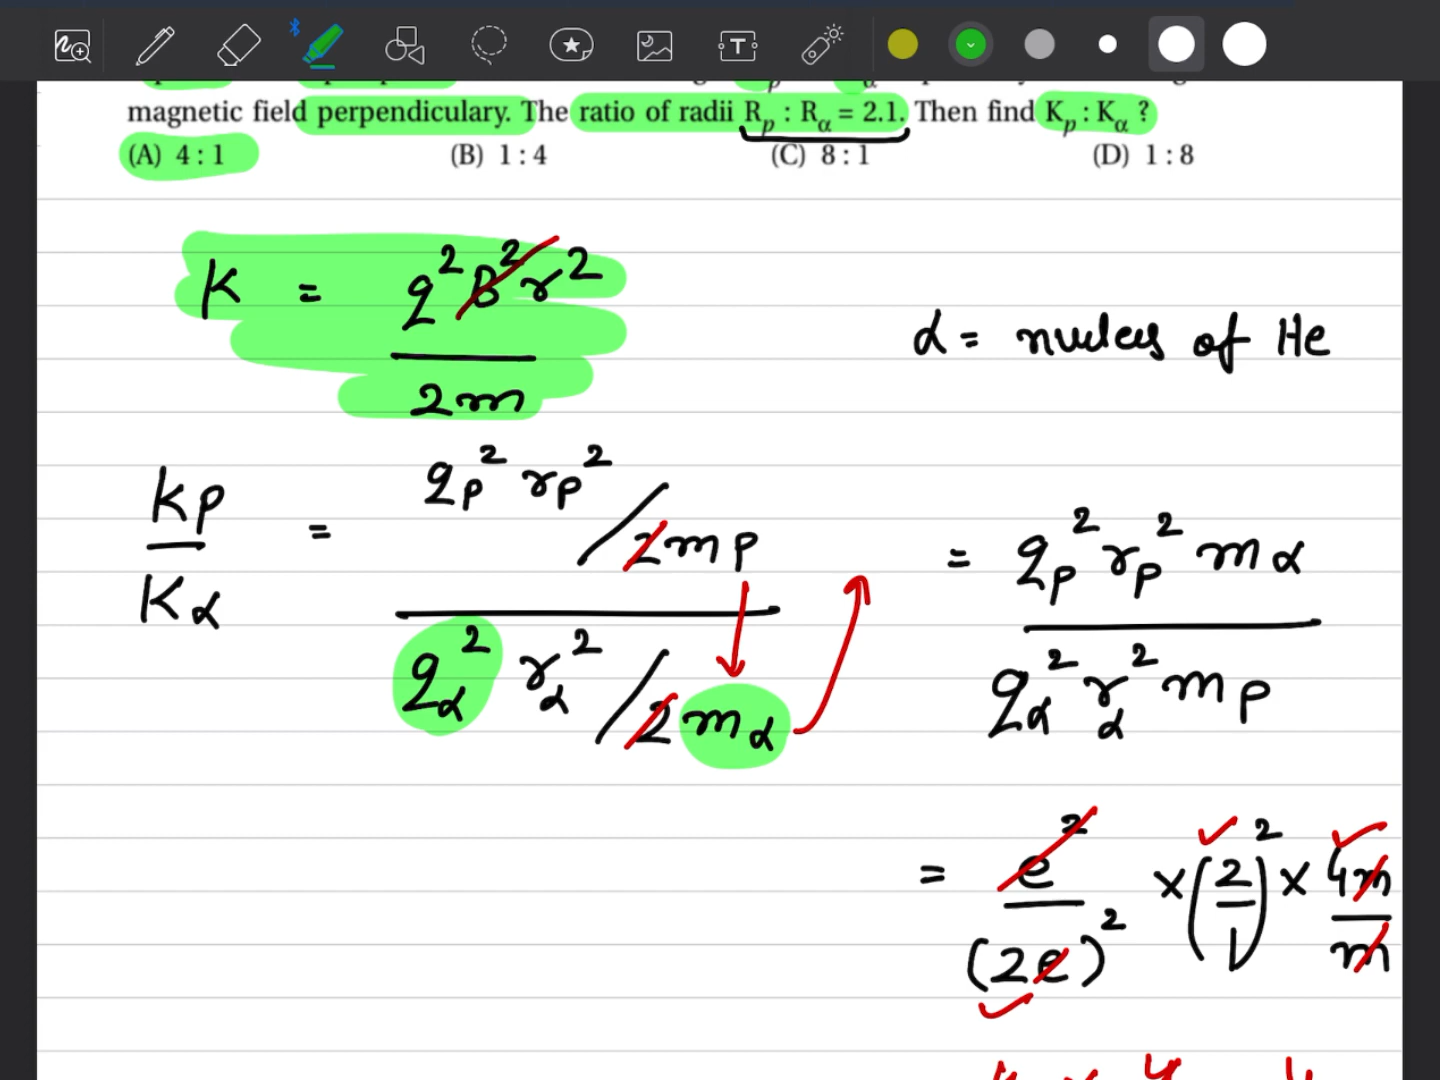 magnetic field perpendiculary. The ratio of radii Rp : Rα = 2.1. Then find Kp : Kα ?
(A) 4 : 1 (B) 1 : 4 (C) 8 : 1 (D) 1 : 8
K = q²B²r²
2m
α = nucleus of He
Kp = qp² rp² / 2mp = qp² rp² mα
Kα qα² rα² / 2mα qα² rα² mp
= e² × (2/1)² × 4m
(2e)² m